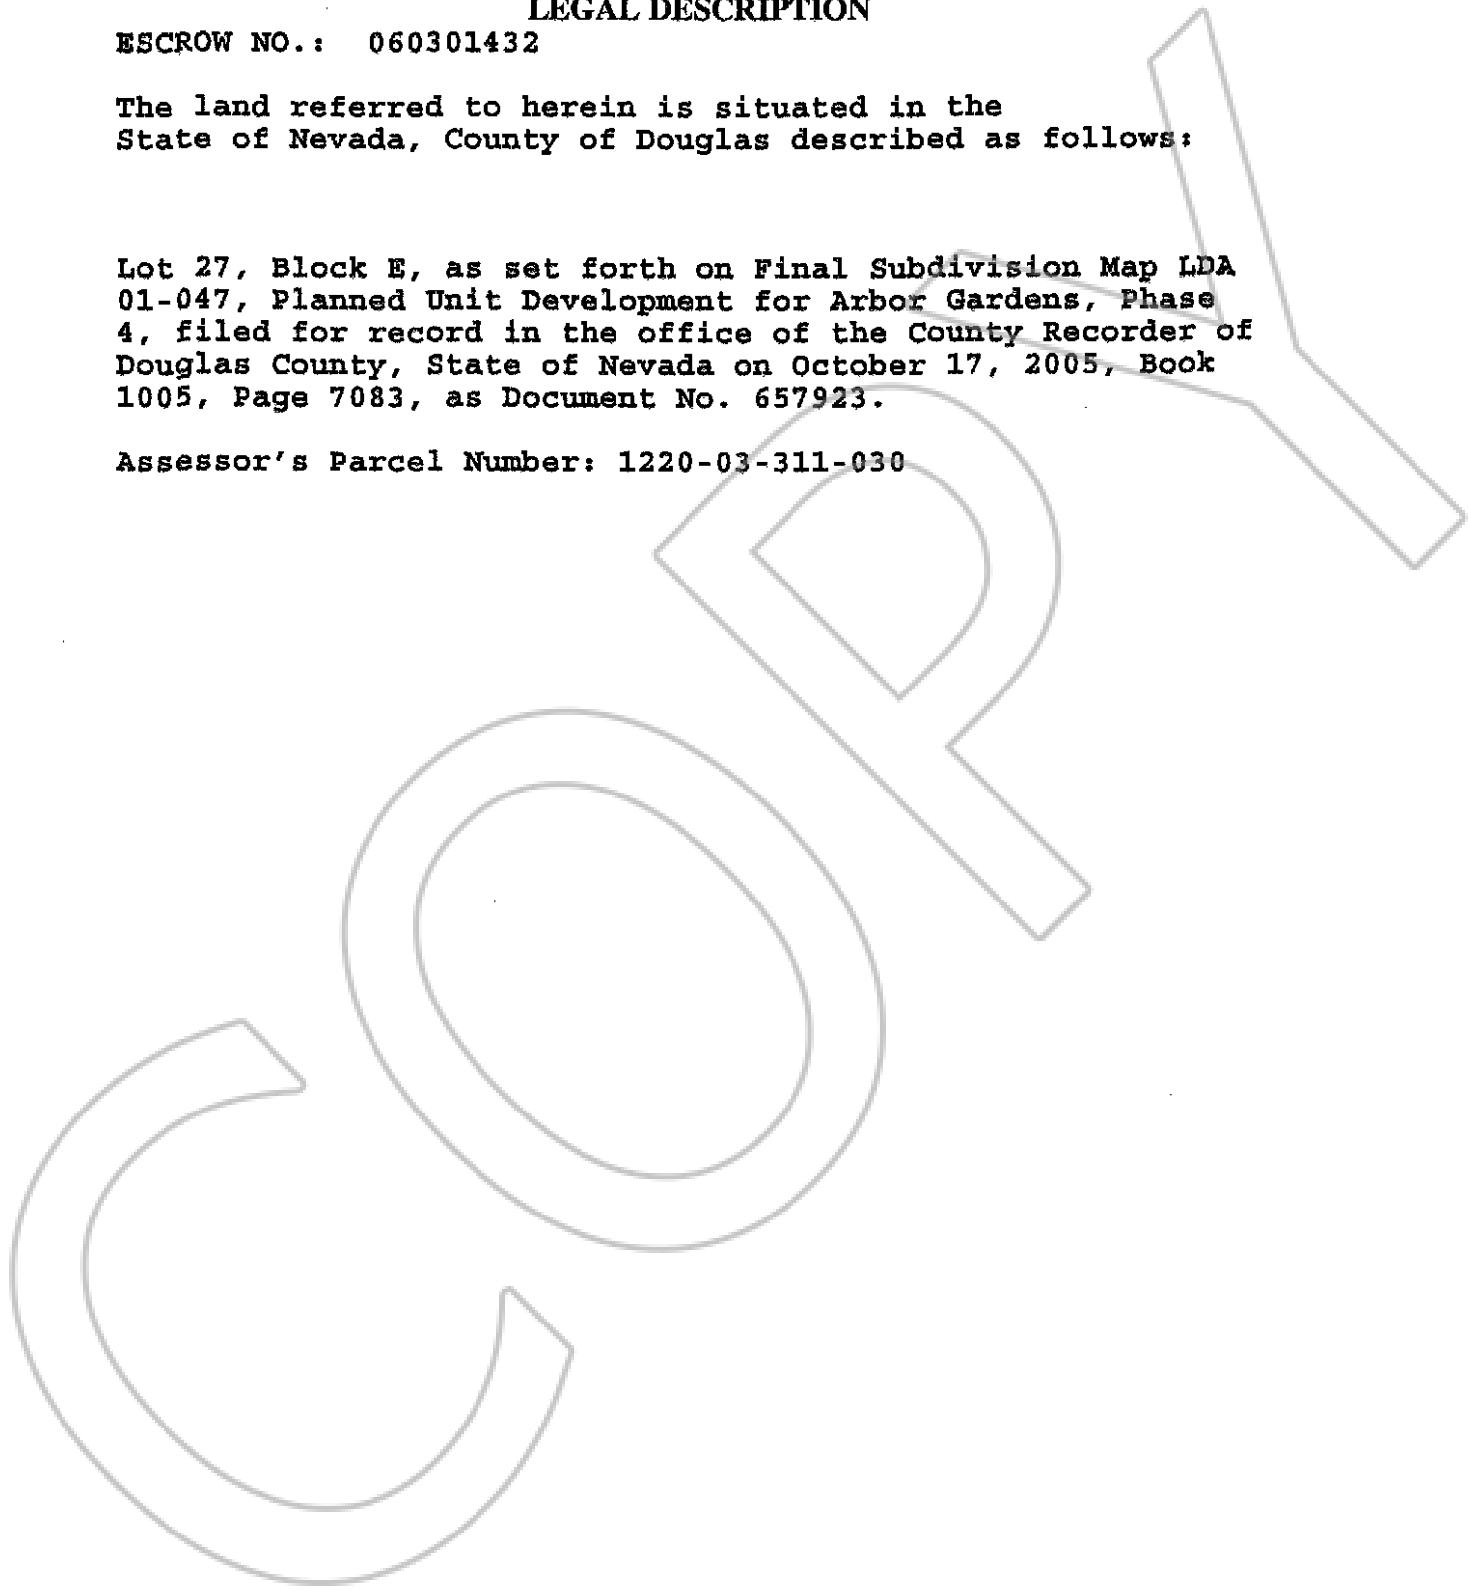 LEGAL DESCRIPTION
ESCROW NO.: 060301432
The land referred to herein is situated in the
State of Nevada, County of Douglas described as follows:
Lot 27, Block E, as set forth on Final Subdivision Map LDA
01-047, Planned Unit Development for Arbor Gardens, Phase
4, filed for record in the office of the County Recorder of
Douglas County, State of Nevada on October 17, 2005, Book
1005, Page 7083, as Document No. 657923.
Assessor's Parcel Number: 1220-03-311-030
COPY